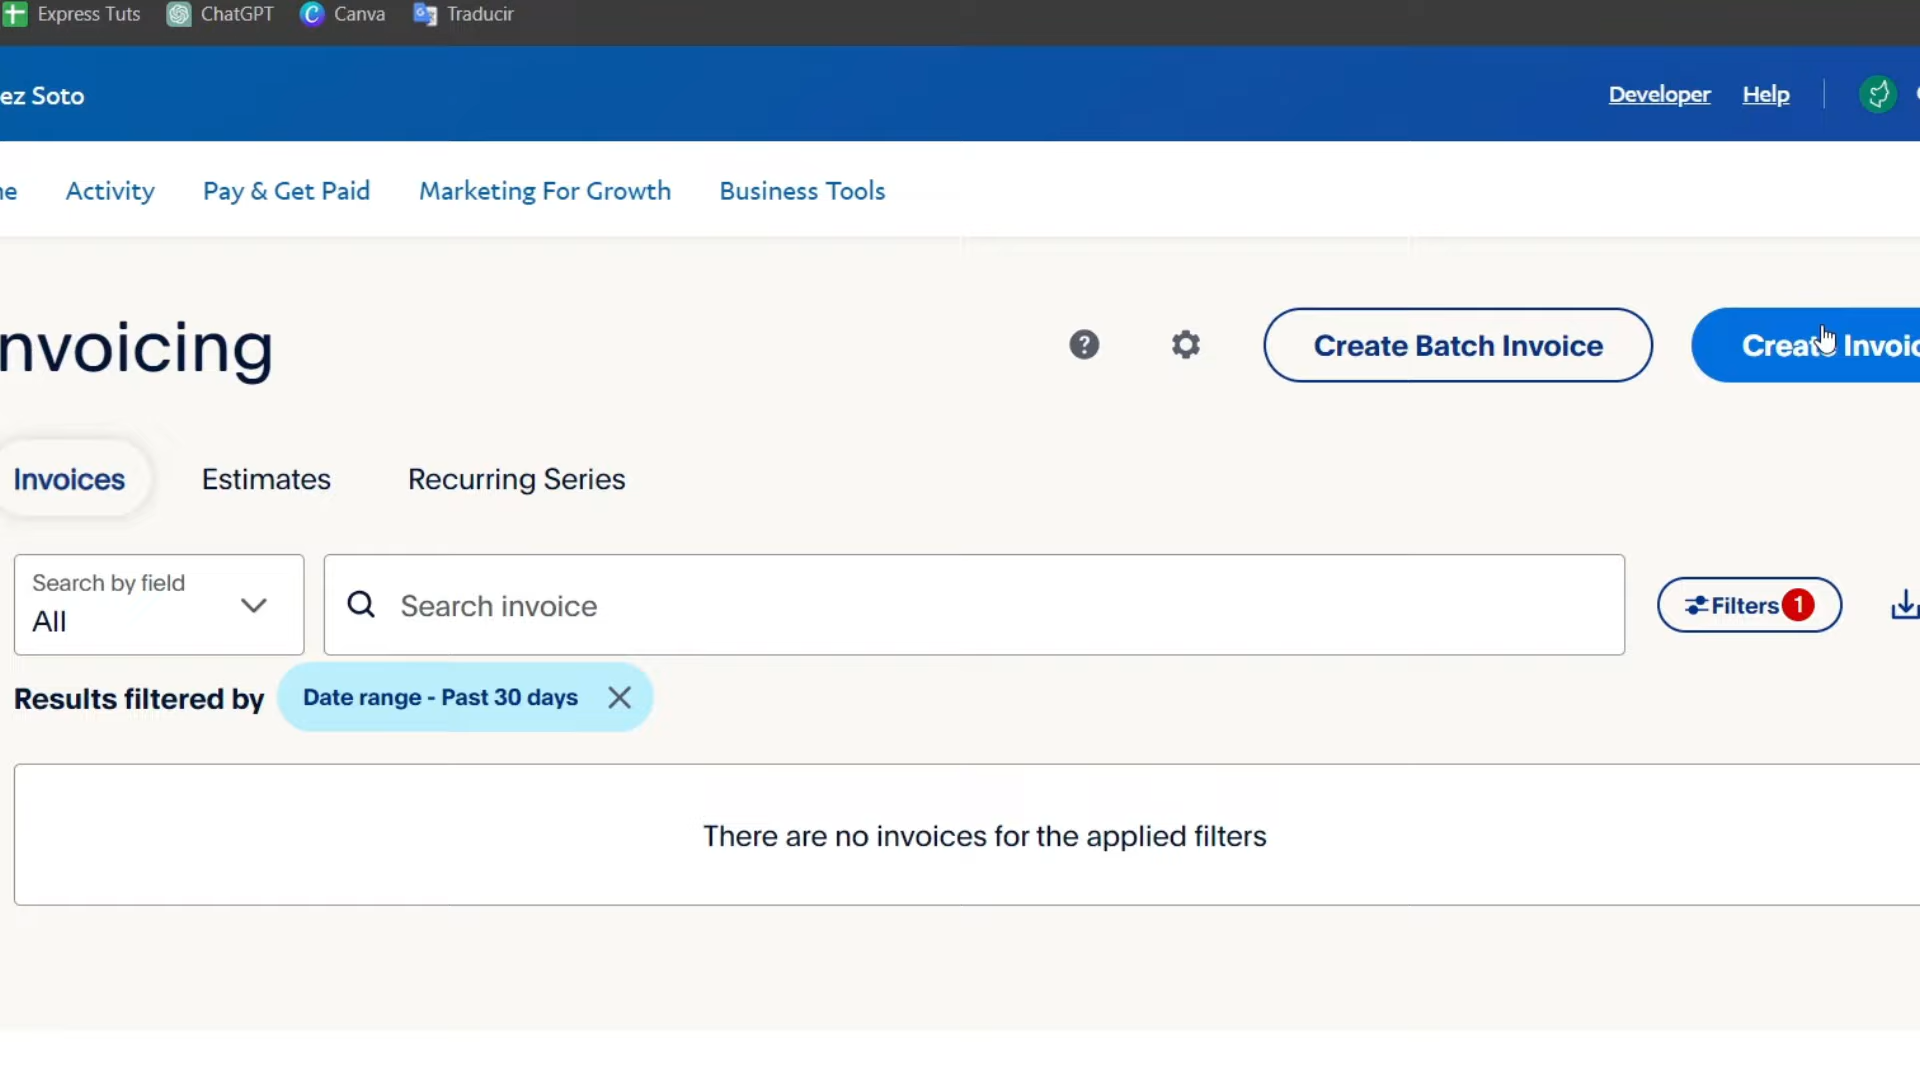 Express Tuts ChatGPT Canva Traducir
ez Soto Developer Help
ne Activity Pay & Get Paid Marketing For Growth Business Tools
nvoicing Create Batch Invoice Create Invoic
Invoices Estimates Recurring Series
Search by field
All
Search invoice
Filters 1
Results filtered by Date range - Past 30 days
There are no invoices for the applied filters